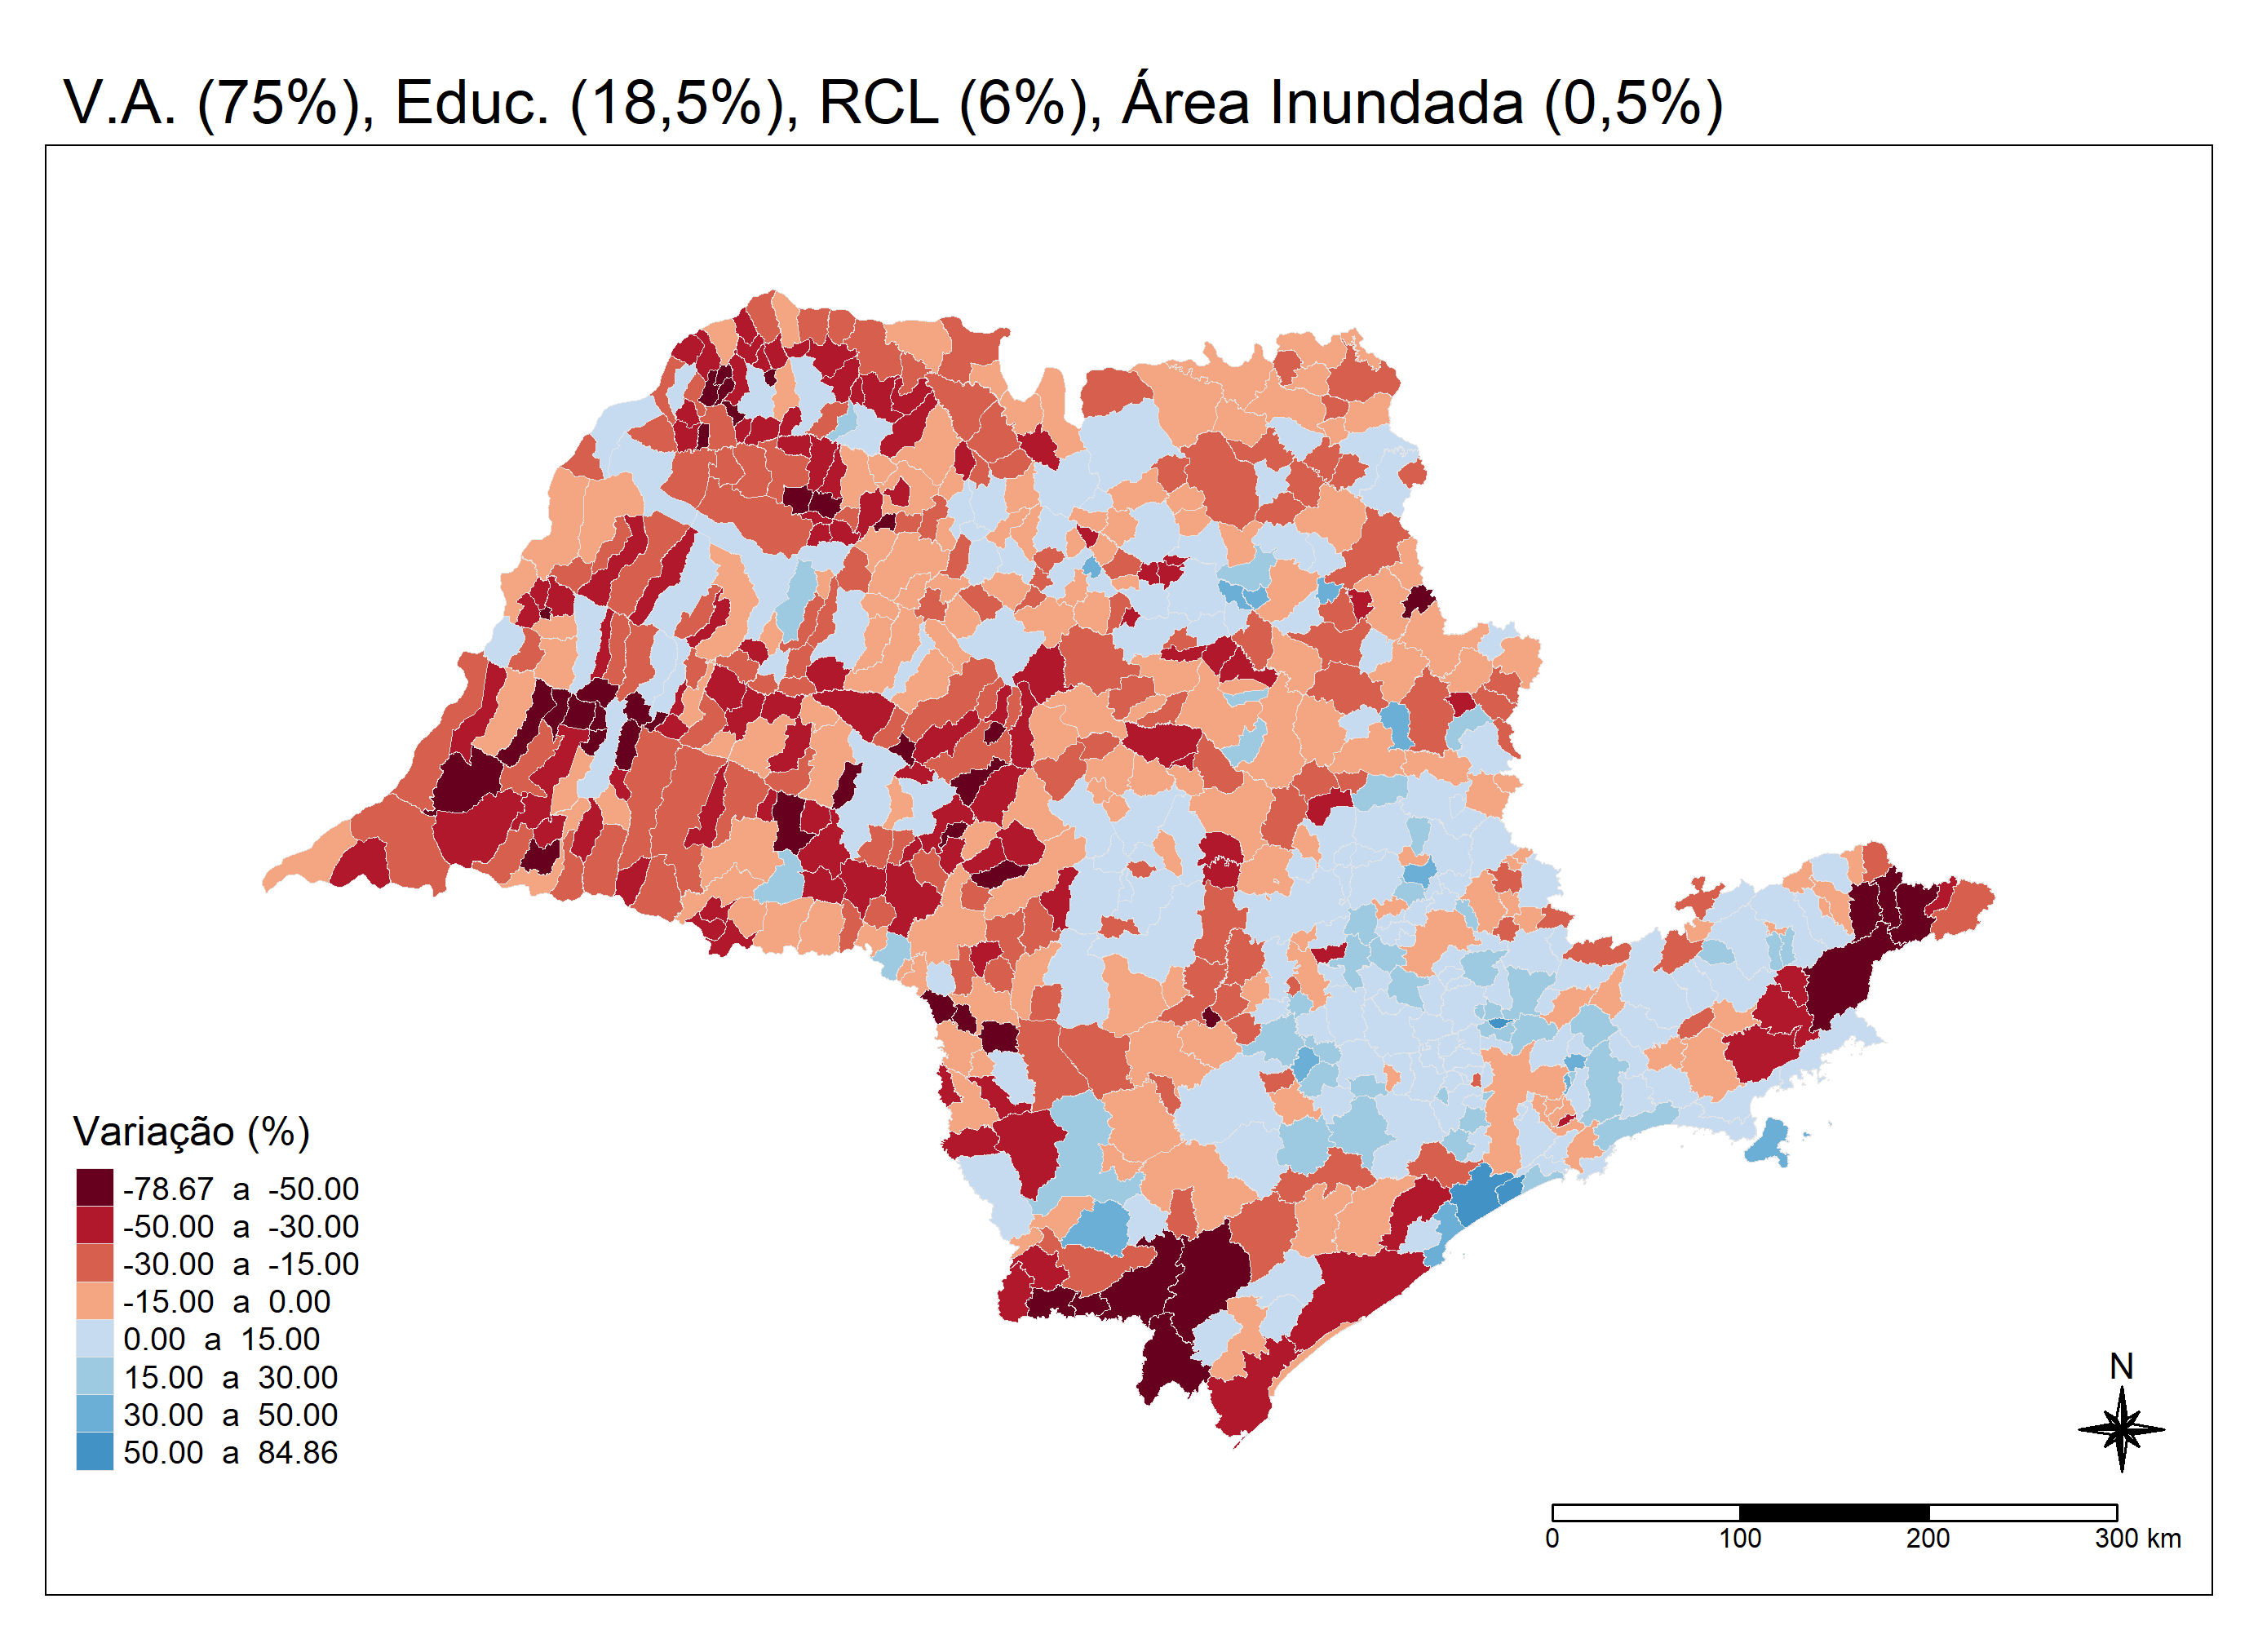 V.A. (75%), Educ. (18,5%), RCL (6%), Área Inundada (0,5%)
Variação (%)
-78.67 a -50.00
-50.00 a -30.00
-30.00 a -15.00
-15.00 a 0.00
0.00 a 15.00
15.00 a 30.00
30.00 a 50.00
50.00 a 84.86
N
0 100 200 300 km